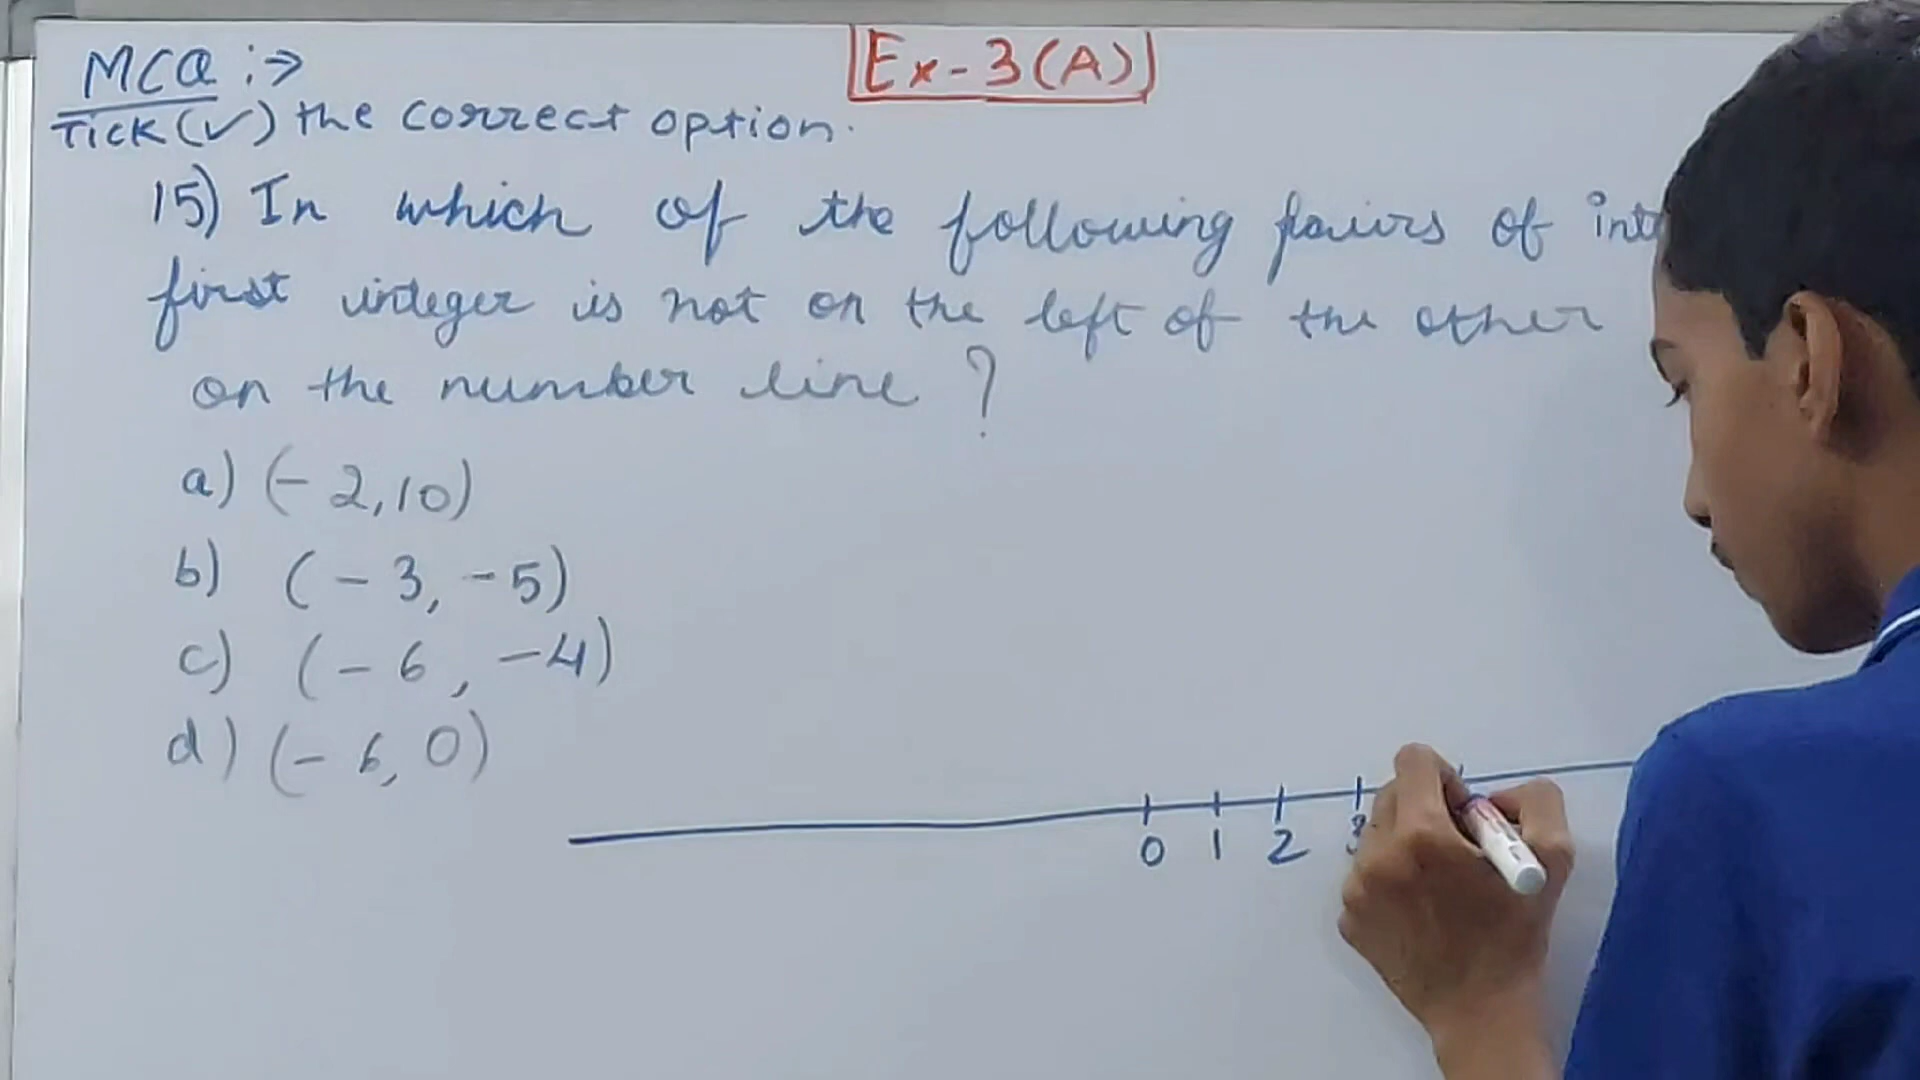 MCQ :→
Ex-3(A)
TICK(✓) the correct option.
15) In which of the following pairs of
first integer is not on the left of the other
on the number line ?
a) (- 2,10)
b) (- 3, -5)
c) (- 6, -4)
d) (- 6, 0)
0 1 2 3